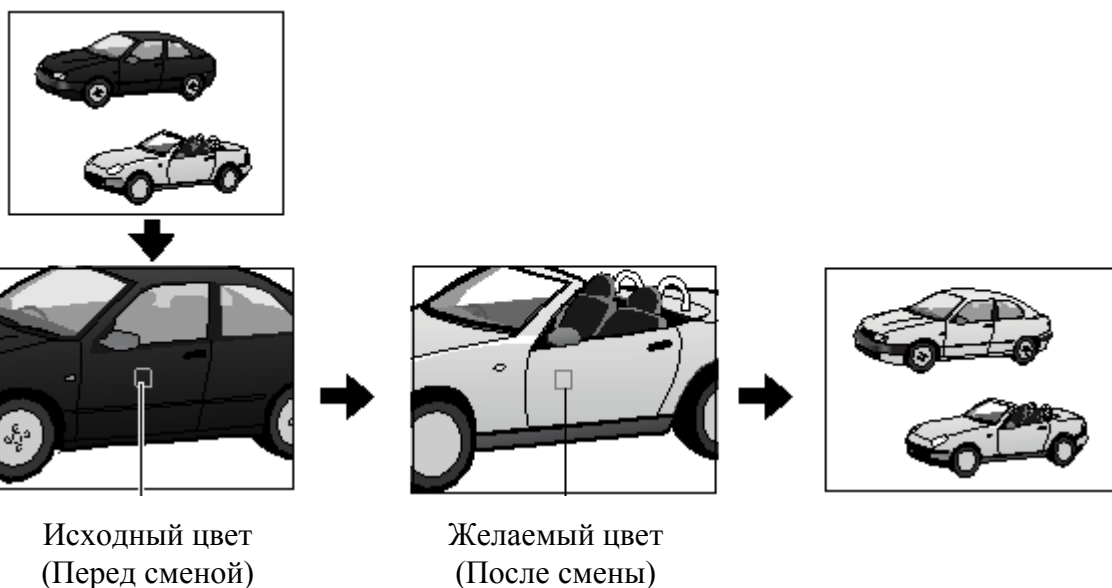 Исходный цвет
(Перед сменой)
Желаемый цвет
(После смены)